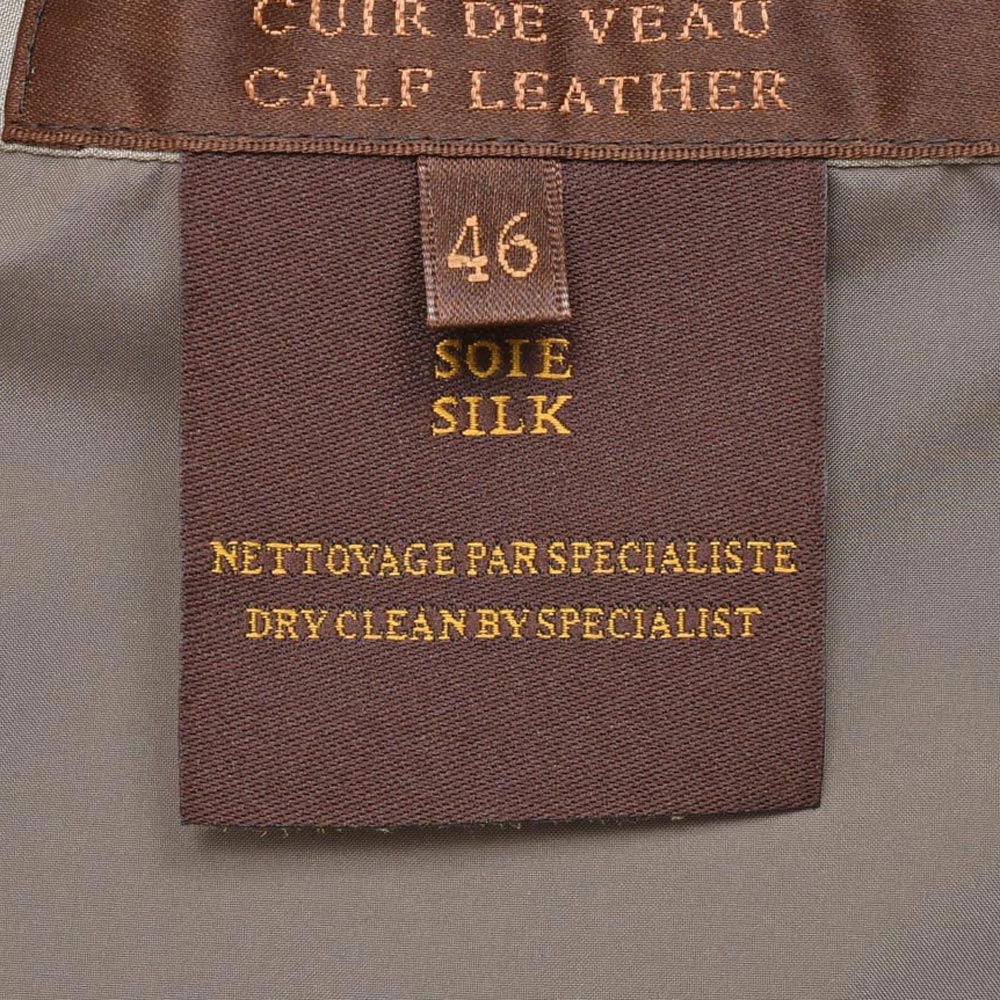 CUIR DE VEAU
CALF LEATHER
46
SOIE
SILK
NETTOYAGE PAR SPECIALISTE
DRY CLEAN BY SPECIALIST